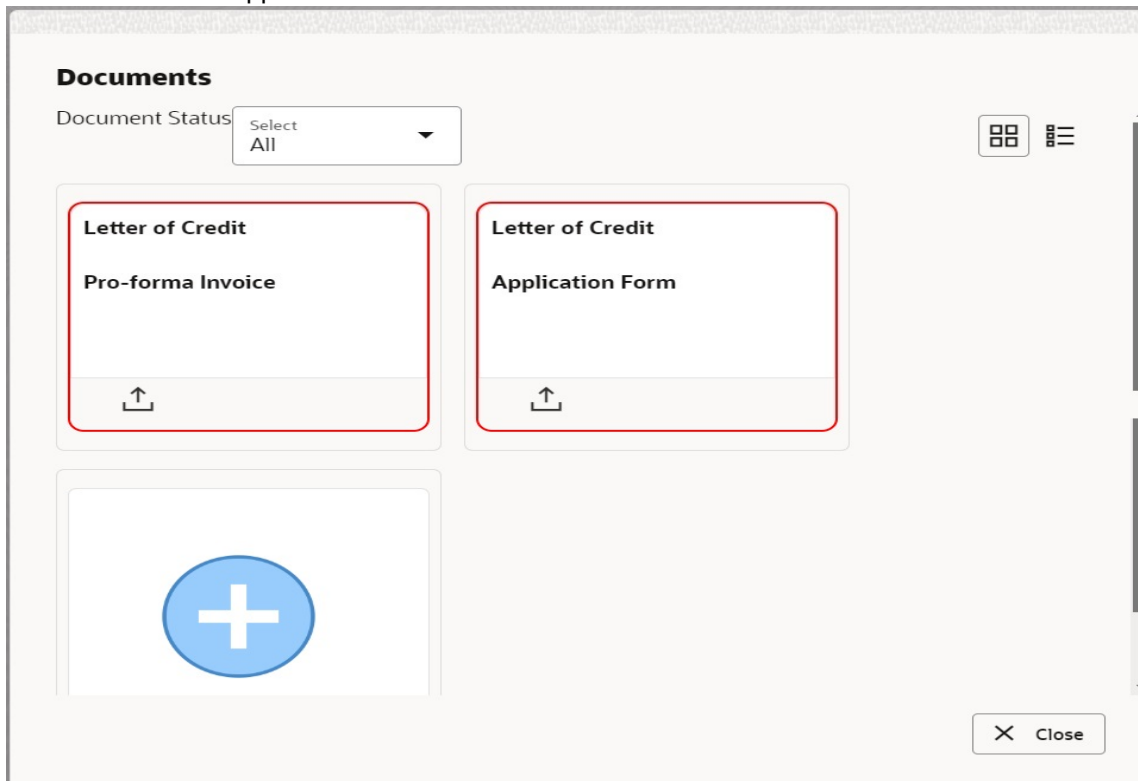 Documents
Document Status
Select
All
Letter of Credit
Pro-forma Invoice
Letter of Credit
Application Form
Close